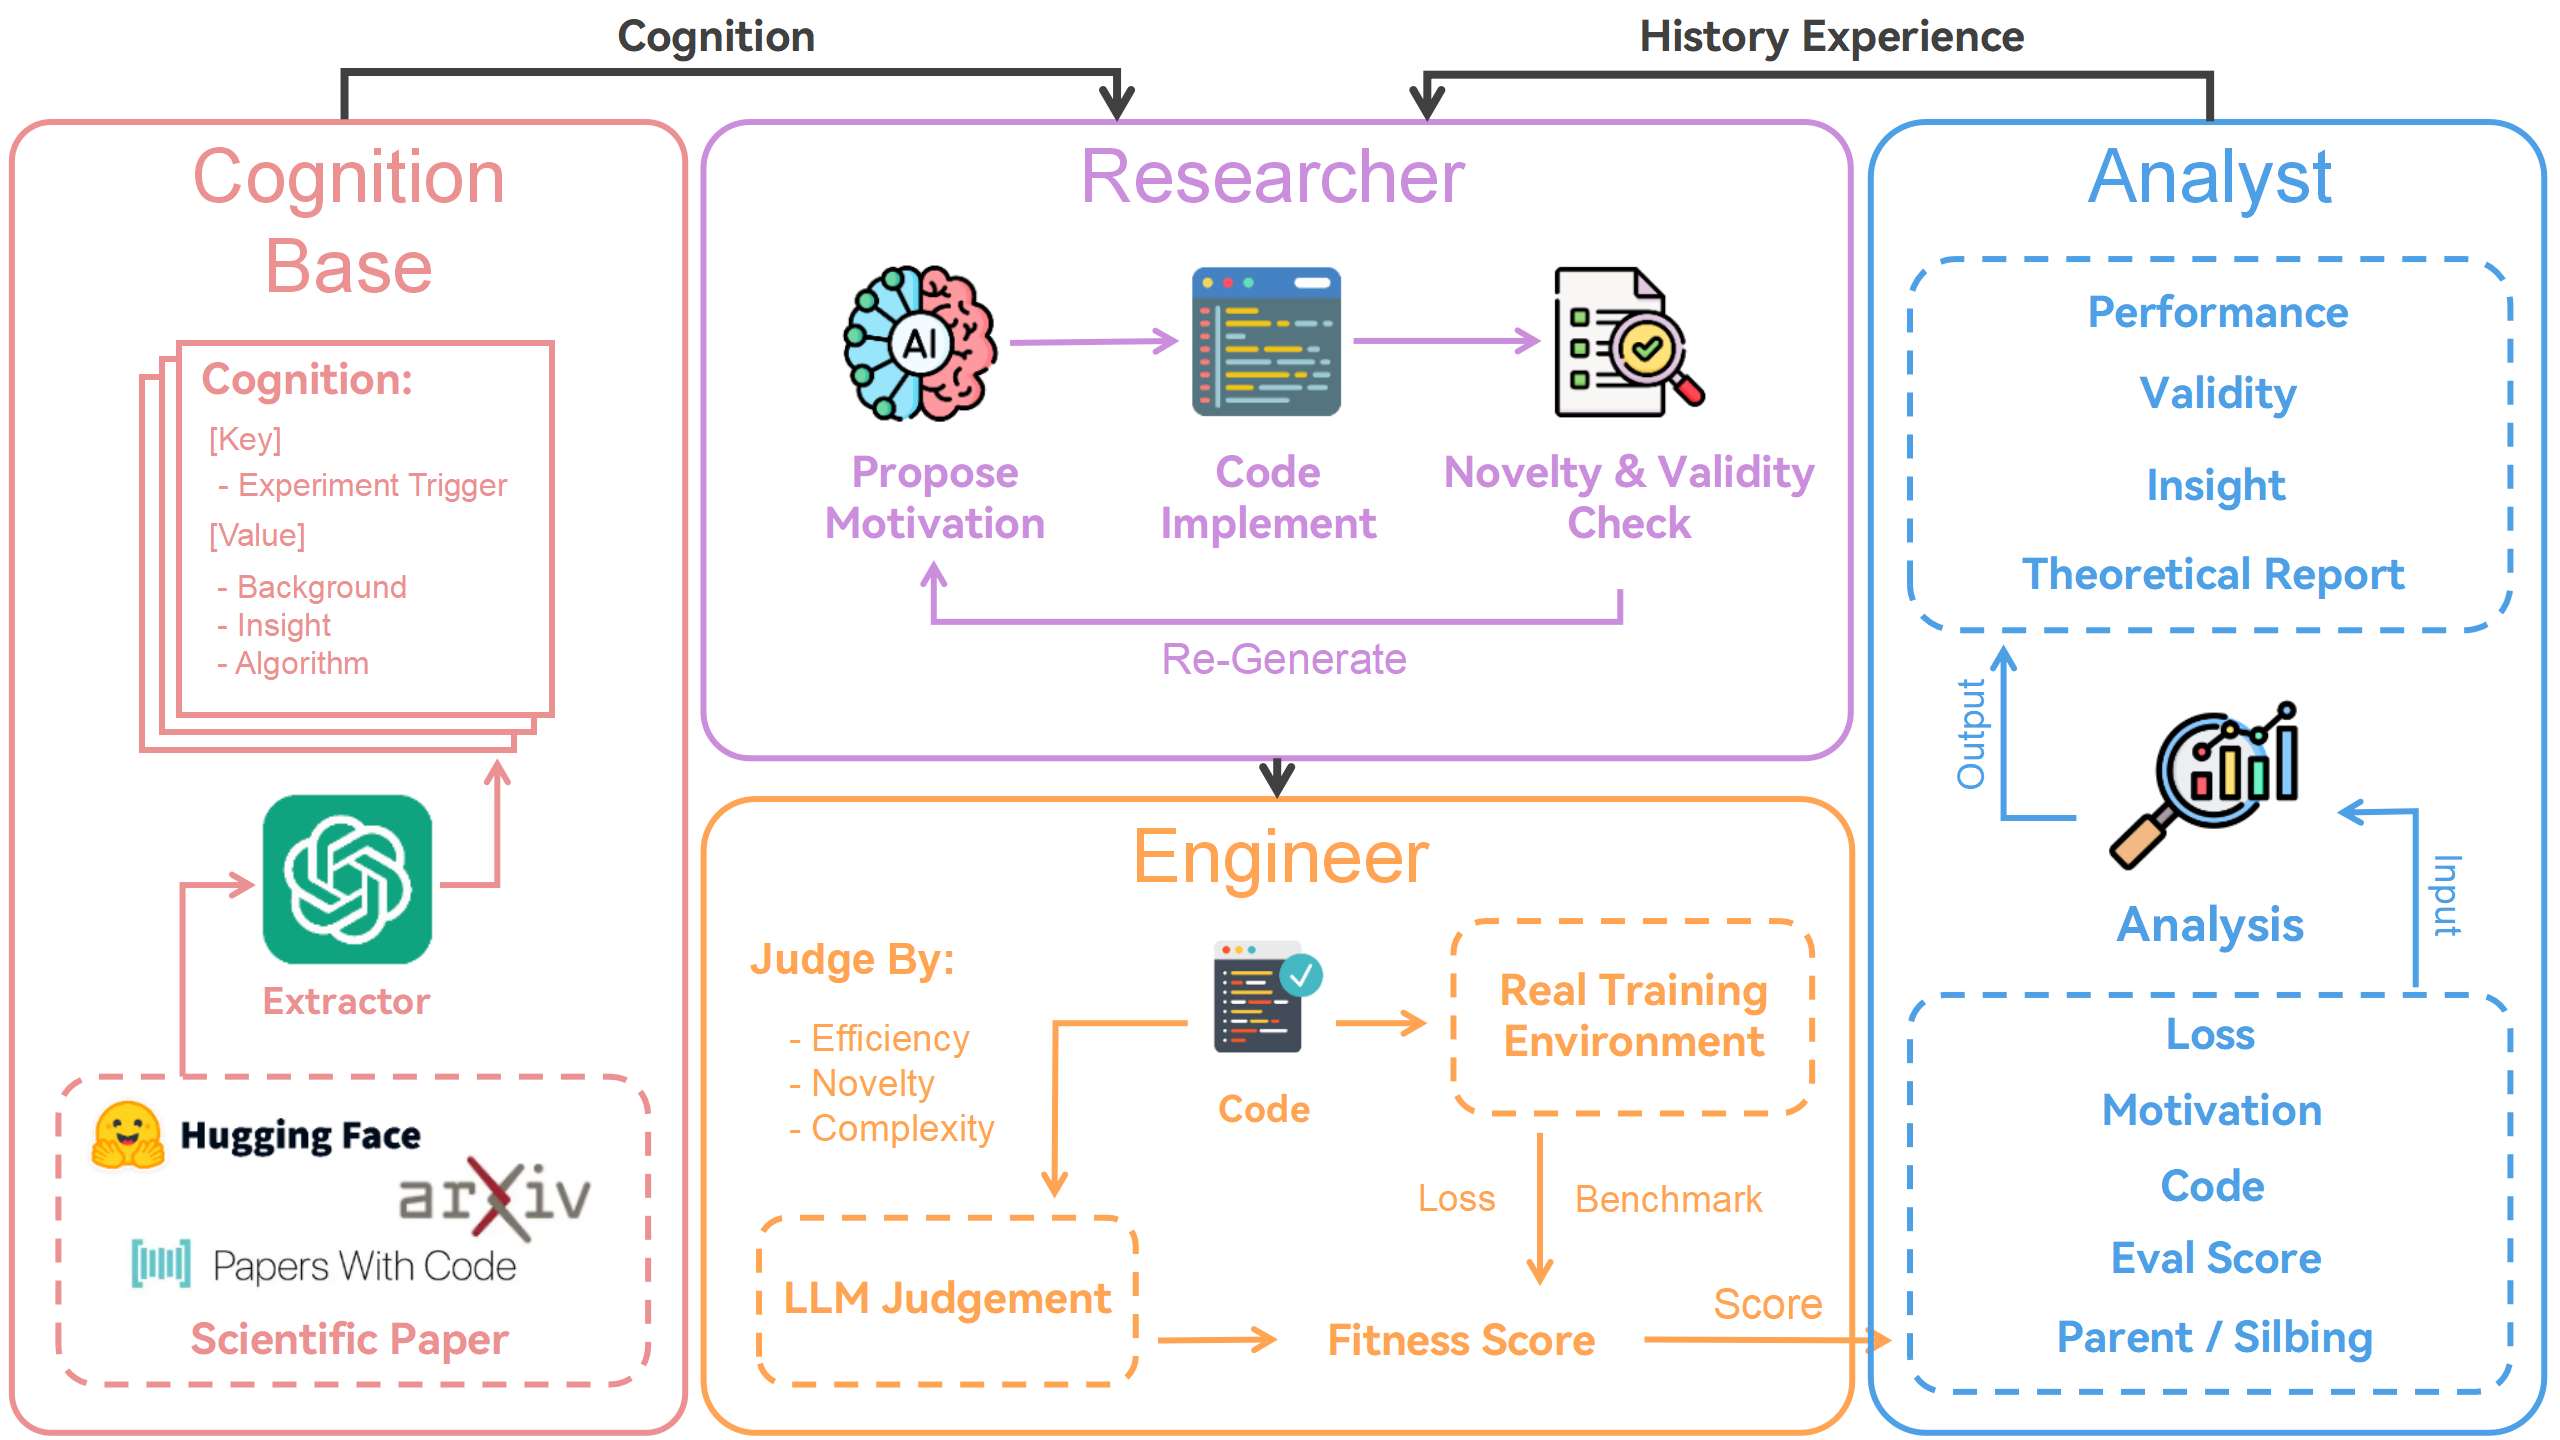 Cognition
History Experience
Cognition
Base
Cognition:
[Key]
- Experiment Trigger
[Value]
- Background
- Insight
- Algorithm
Extractor
Hugging Face
arXiv
Papers With Code
Scientific Paper
Researcher
AI
Propose
Motivation
Code
Implement
Novelty & Validity
Check
Re-Generate
Engineer
Judge By:
- Efficiency
- Novelty
- Complexity
Code
Real Training
Environment
Loss
Benchmark
LLM Judgement
Fitness Score
Score
Analyst
Performance
Validity
Insight
Theoretical Report
Output
Analysis
Input
Loss
Motivation
Code
Eval Score
Parent / Silbing